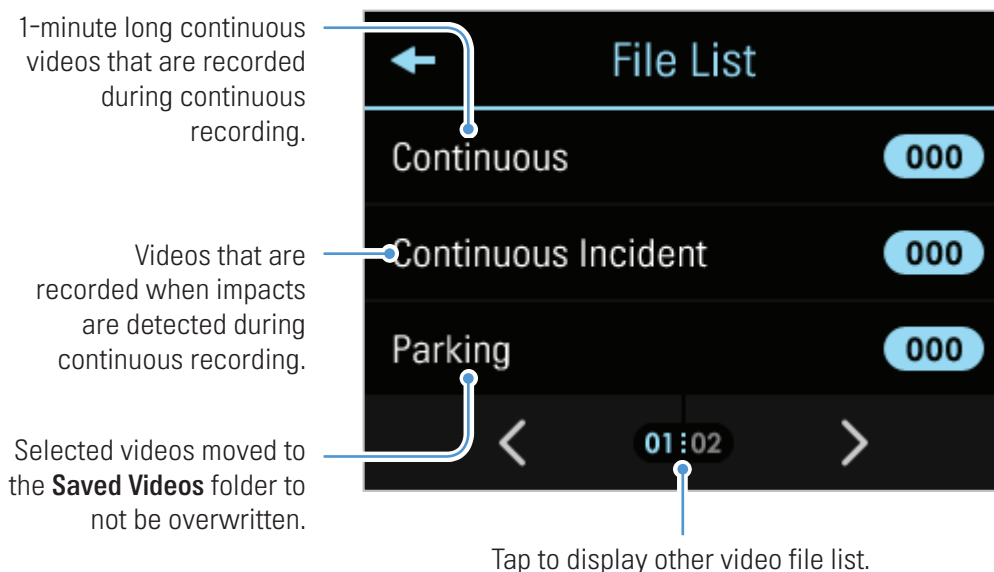 1-minute long continuous
videos that are recorded
during continuous
recording.
Videos that are
recorded when impacts
are detected during
continuous recording.
Selected videos moved to
the Saved Videos folder to
not be overwritten.
File List
Continuous 000
Continuous Incident 000
Parking 000
01 02
Tap to display other video file list.